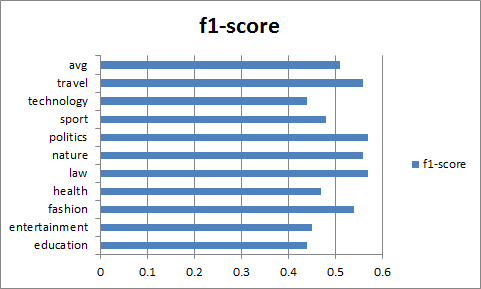 f1-score
avg
travel
technology
sport
politics
nature
law
health
fashion
entertainment
education
f1-score
0 0.1 0.2 0.3 0.4 0.5 0.6